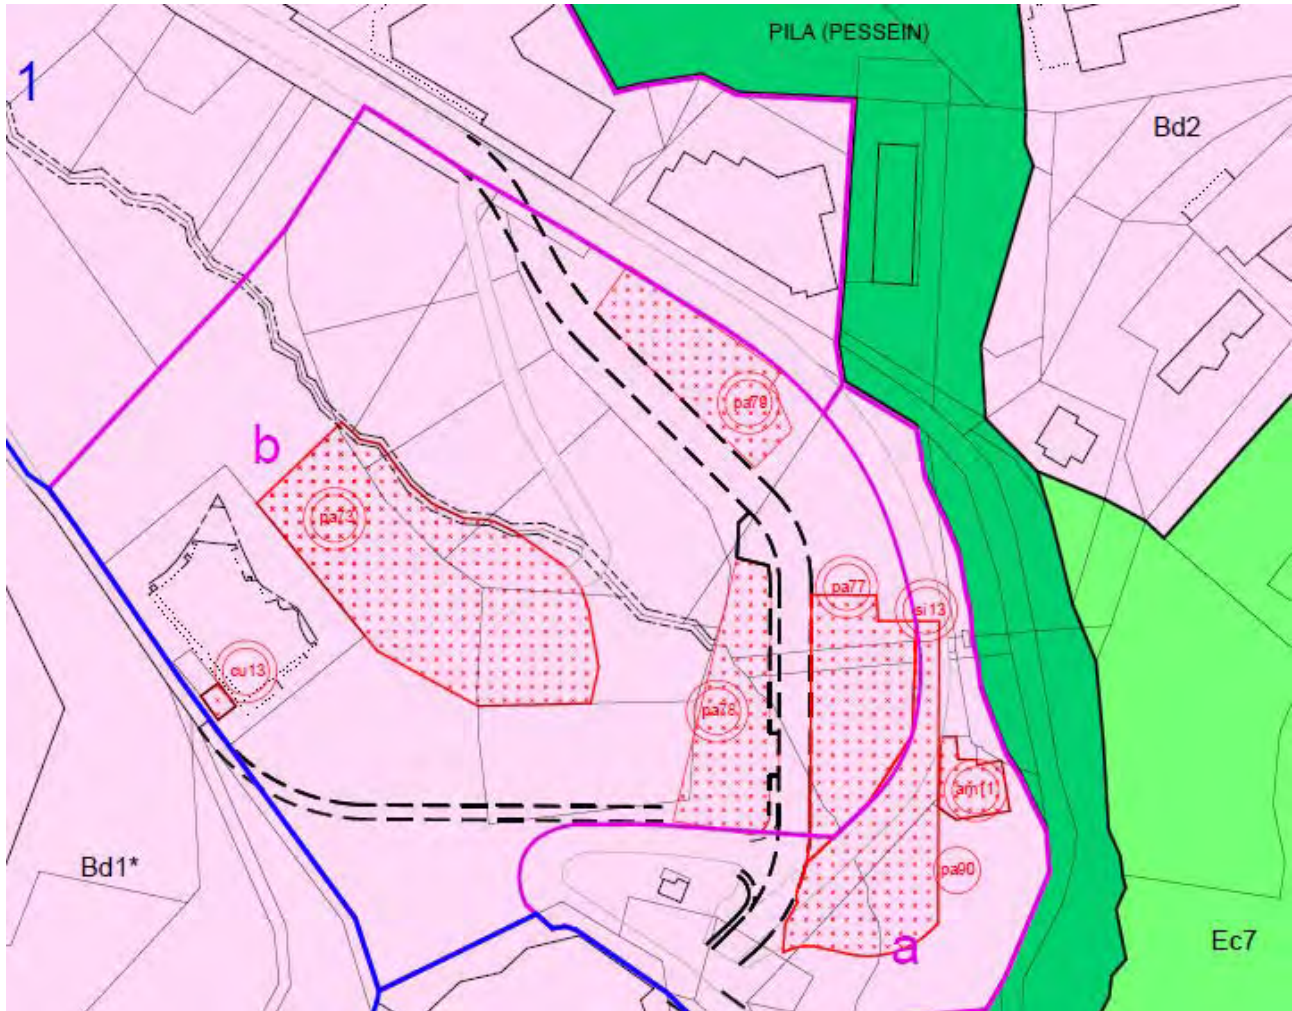 PILA (PESSEIN)
1
Bd2
pa79
b
pa73
pa77
si13
cu13
pa78
am11
Bd1*
pa90
Ec7
a